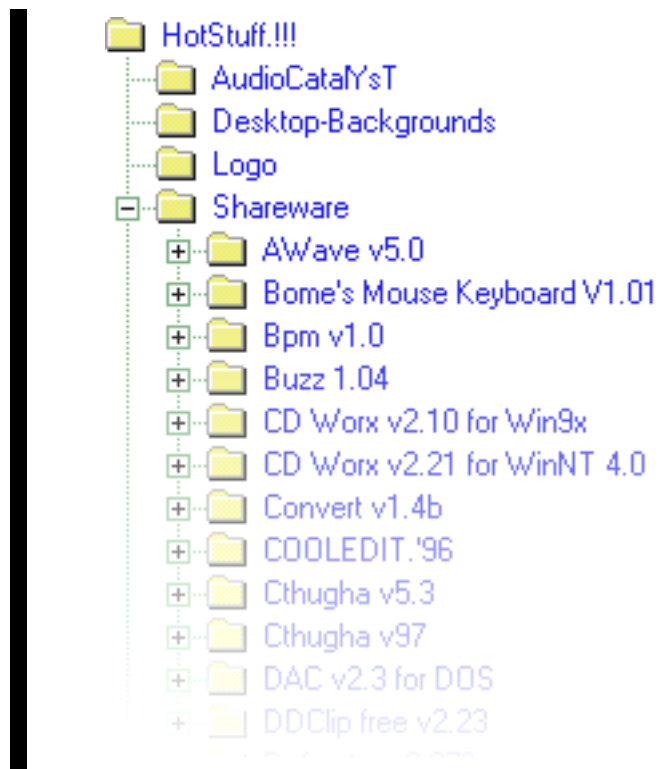 HotStuff.!!!
AudioCatalYsT
Desktop-Backgrounds
Logo
Shareware
AWave v5.0
Bome's Mouse Keyboard V1.01
Bpm v1.0
Buzz 1.04
CD Worx v2.10 for Win9x
CD Worx v2.21 for WinNT 4.0
Convert v1.4b
COOLEDIT.'96
Cthugha v5.3
Cthugha v97
DAC v2.3 for DOS
DDClip free v2.23